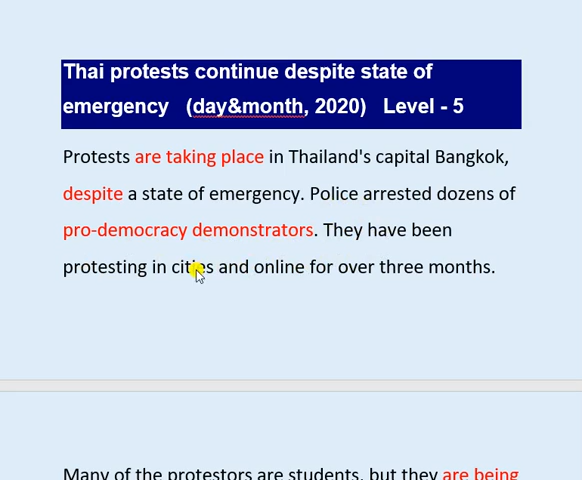 Thai protests continue despite state of
emergency (day&month, 2020) Level - 5
Protests are taking place in Thailand's capital Bangkok,
despite a state of emergency. Police arrested dozens of
pro-democracy demonstrators. They have been
protesting in cities and online for over three months.
Many of the protestors are students, but they are being